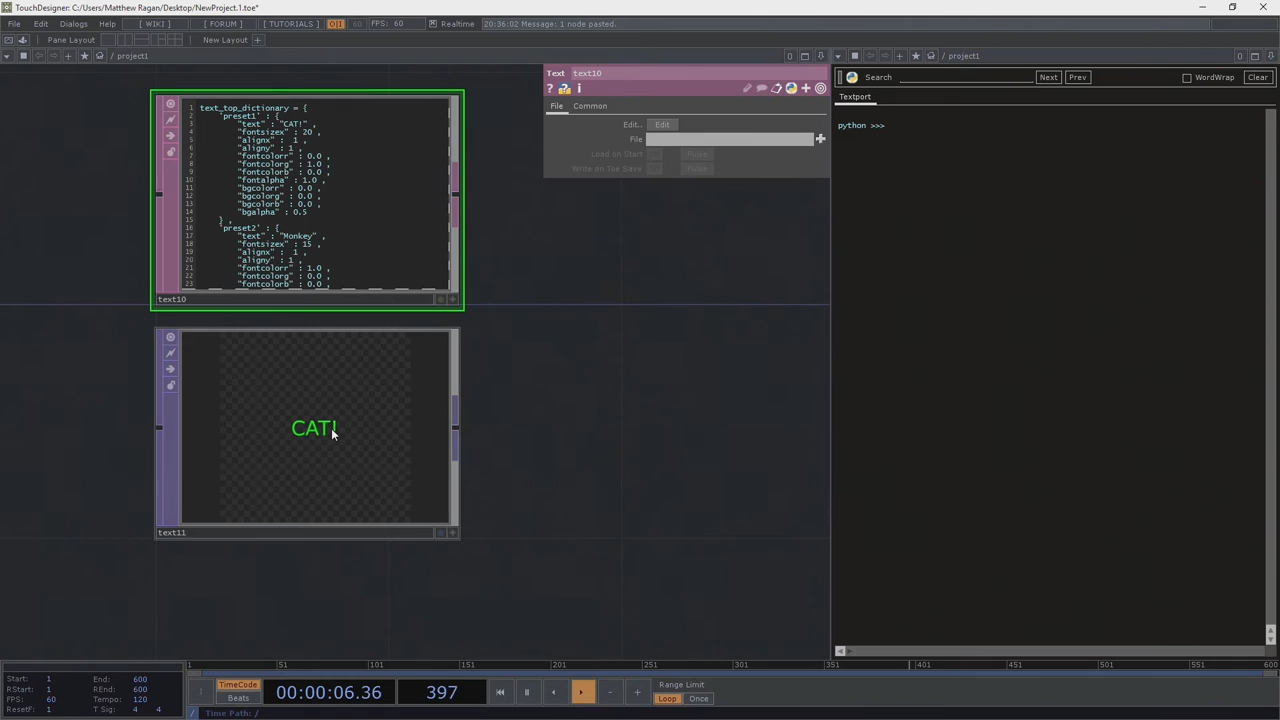 TouchDesigner: C:/Users/Matthew Ragan/Desktop/NewProject.1.toe*
File Edit Dialogs Help [ WIKI ] [ FORUM ] [ TUTORIALS ] O|I FPS: 60 Realtime 20:36:02 Message: 1 node pasted.
Pane Layout New Layout +
/ project1 0
/ project1 0
Text text10
Search Next Prev WordWrap Clear
Textport
python >>>
File Common
Edit.. Edit
File
Load on Start Pulse
Write on Toe Save Pulse
1 text_top_dictionary = {
2 'preset1' : {
3 "text" : "CAT!" ,
4 "fontsizex" : 20 ,
5 "alignx" : 1 ,
6 "aligny" : 1 ,
7 "fontcolorr" : 0.0 ,
8 "fontcolorg" : 1.0 ,
9 "fontcolorb" : 0.0 ,
10 "fontalpha" : 1.0 ,
11 "bgcolorr" : 0.0 ,
12 "bgcolorg" : 0.0 ,
13 "bgcolorb" : 0.0 ,
14 "bgalpha" : 0.5
15 } ,
16 'preset2' : {
17 "text" : "Monkey" ,
18 "fontsizex" : 15 ,
19 "alignx" : 1 ,
20 "aligny" : 1 ,
21 "fontcolorr" : 1.0 ,
22 "fontcolorg" : 0.0 ,
23 "fontcolorb" : 0.0 ,
text10
CAT!
text11
1 51 101 151 201 251 301 351 401 451 501 551 600
Start: 1 End: 600
RStart: 1 REnd: 600
FPS: 60 Tempo: 120
ResetF: 1 T Sig: 4 4
TimeCode
Beats
00:00:06.36 397
Range Limit
Loop Once
/ Time Path: /